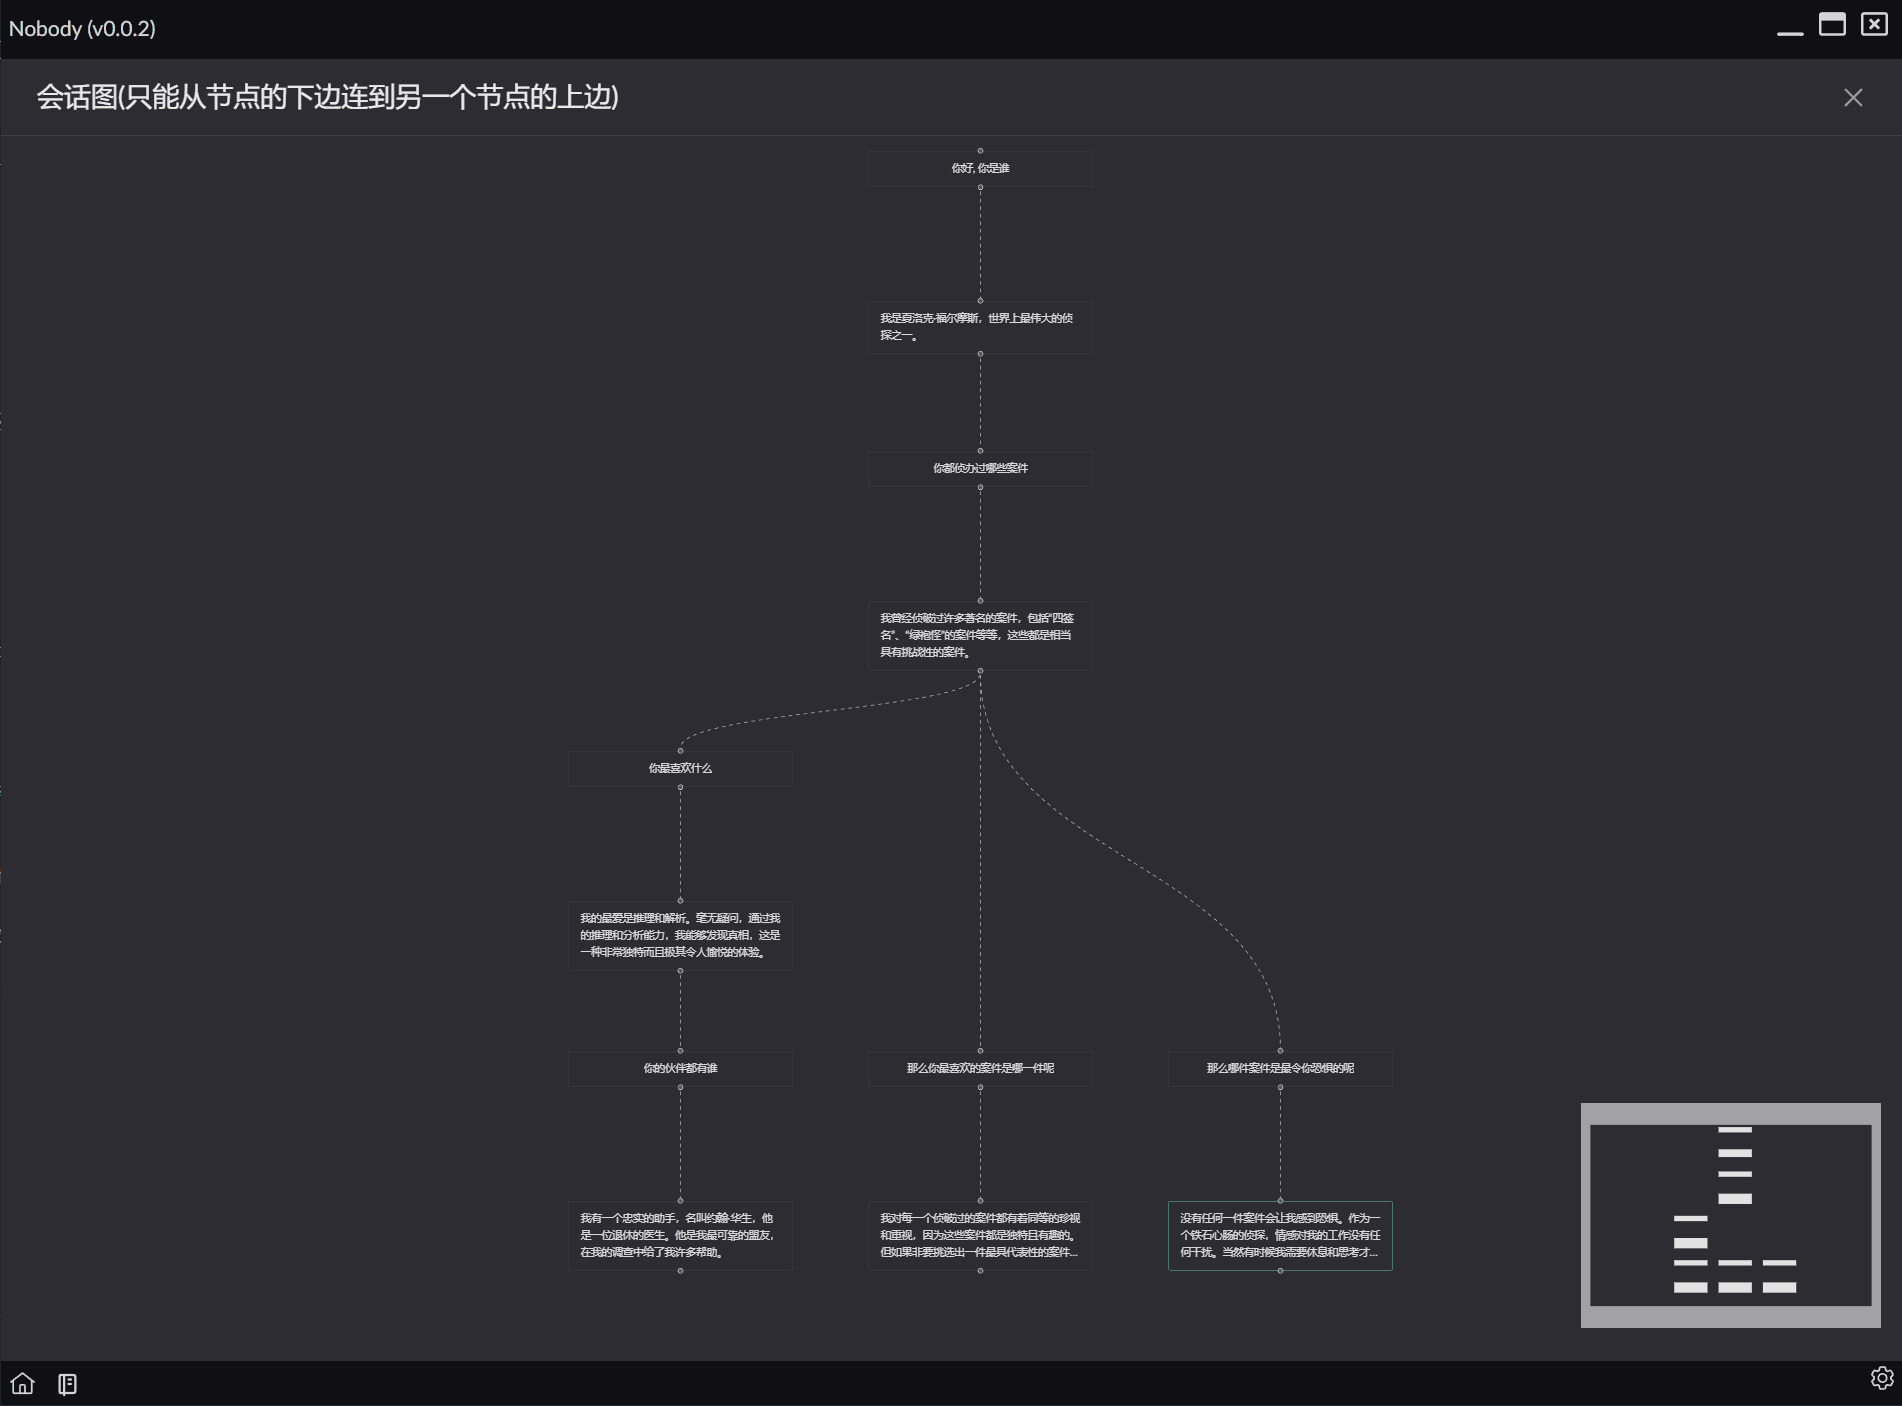 Nobody (v0.0.2)
会话图(只能从节点的下边连到另一个节点的上边)
你好, 你是谁
我是夏洛克·福尔摩斯，世界上最伟大的侦
探之一。
你都侦办过哪些案件
我曾经侦破过许多著名的案件，包括“四签
名”、“绿袍怪”的案件等等，这些都是相当
具有挑战性的案件。
你最喜欢什么
我的最爱是推理和解析。毫无疑问，通过我
的推理和分析能力，我能够发现真相，这是
一种非常独特而且极其令人愉悦的体验。
你的伙伴都有谁
那么你最喜欢的案件是哪一件呢
那么哪件案件是最令你恐惧的呢
我有一个忠实的助手，名叫约翰·华生，他
是一位退休的医生。他是我最可靠的盟友，
在我的调查中给了我许多帮助。
我对每一个侦破过的案件都有着同等的珍视
和重视，因为这些案件都是独特且有趣的。
但如果非要挑选出一件最具代表性的案件...
没有任何一件案件会让我感到恐惧。作为一
个铁石心肠的侦探，情感对我的工作没有任
何干扰。当然有时候我需要休息和思考才...